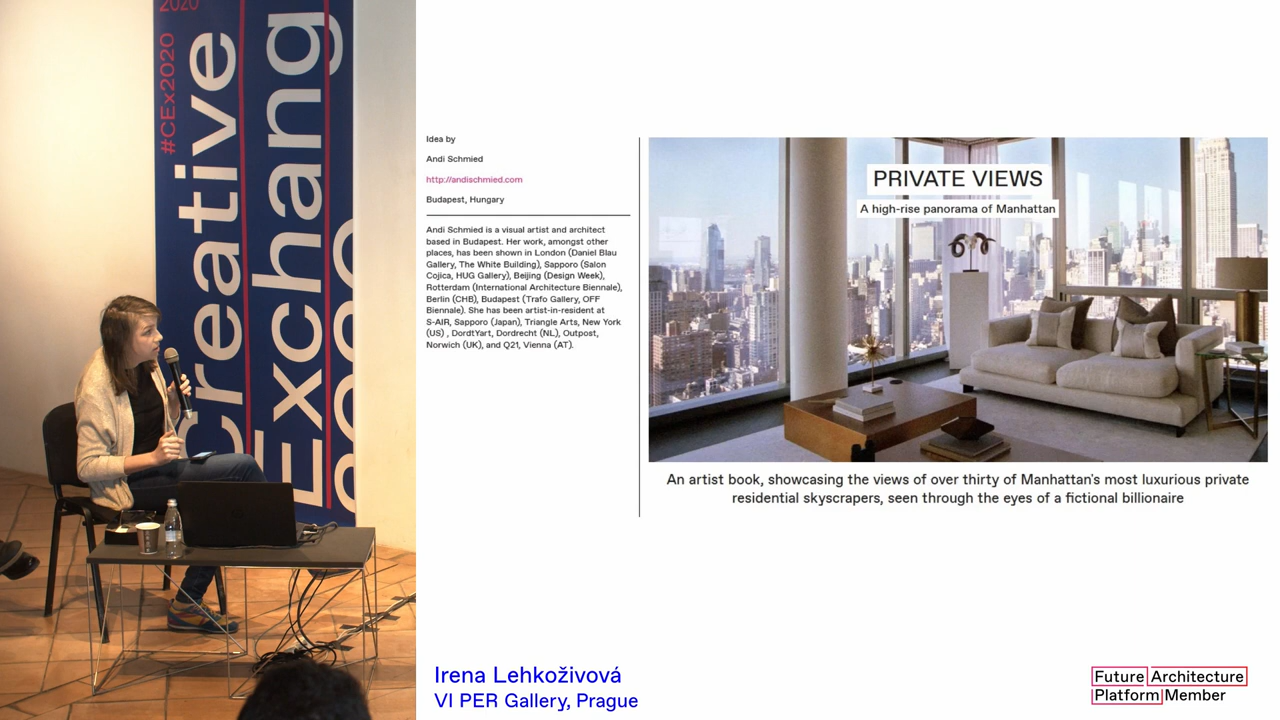 2020
#CEx2020
Creative
Exchang
2020
Idea by
Andi Schmied
http://andischmied.com
Budapest, Hungary
Andi Schmied is a visual artist and architect
based in Budapest. Her work, amongst other
places, has been shown in London (Daniel Blau
Gallery, The White Building), Sapporo (Salon
Cojica, HUG Gallery), Beijing (Design Week),
Rotterdam (International Architecture Biennale),
Berlin (CHB), Budapest (Trafo Gallery, OFF
Biennale). She has been artist-in-resident at
S-AIR, Sapporo (Japan), Triangle Arts, New York
(US) , DordtYart, Dordrecht (NL), Outpost,
Norwich (UK), and Q21, Vienna (AT).
PRIVATE VIEWS
A high-rise panorama of Manhattan
An artist book, showcasing the views of over thirty of Manhattan's most luxurious private
residential skyscrapers, seen through the eyes of a fictional billionaire
Irena Lehkoživová
VI PER Gallery, Prague
Future Architecture
Platform Member